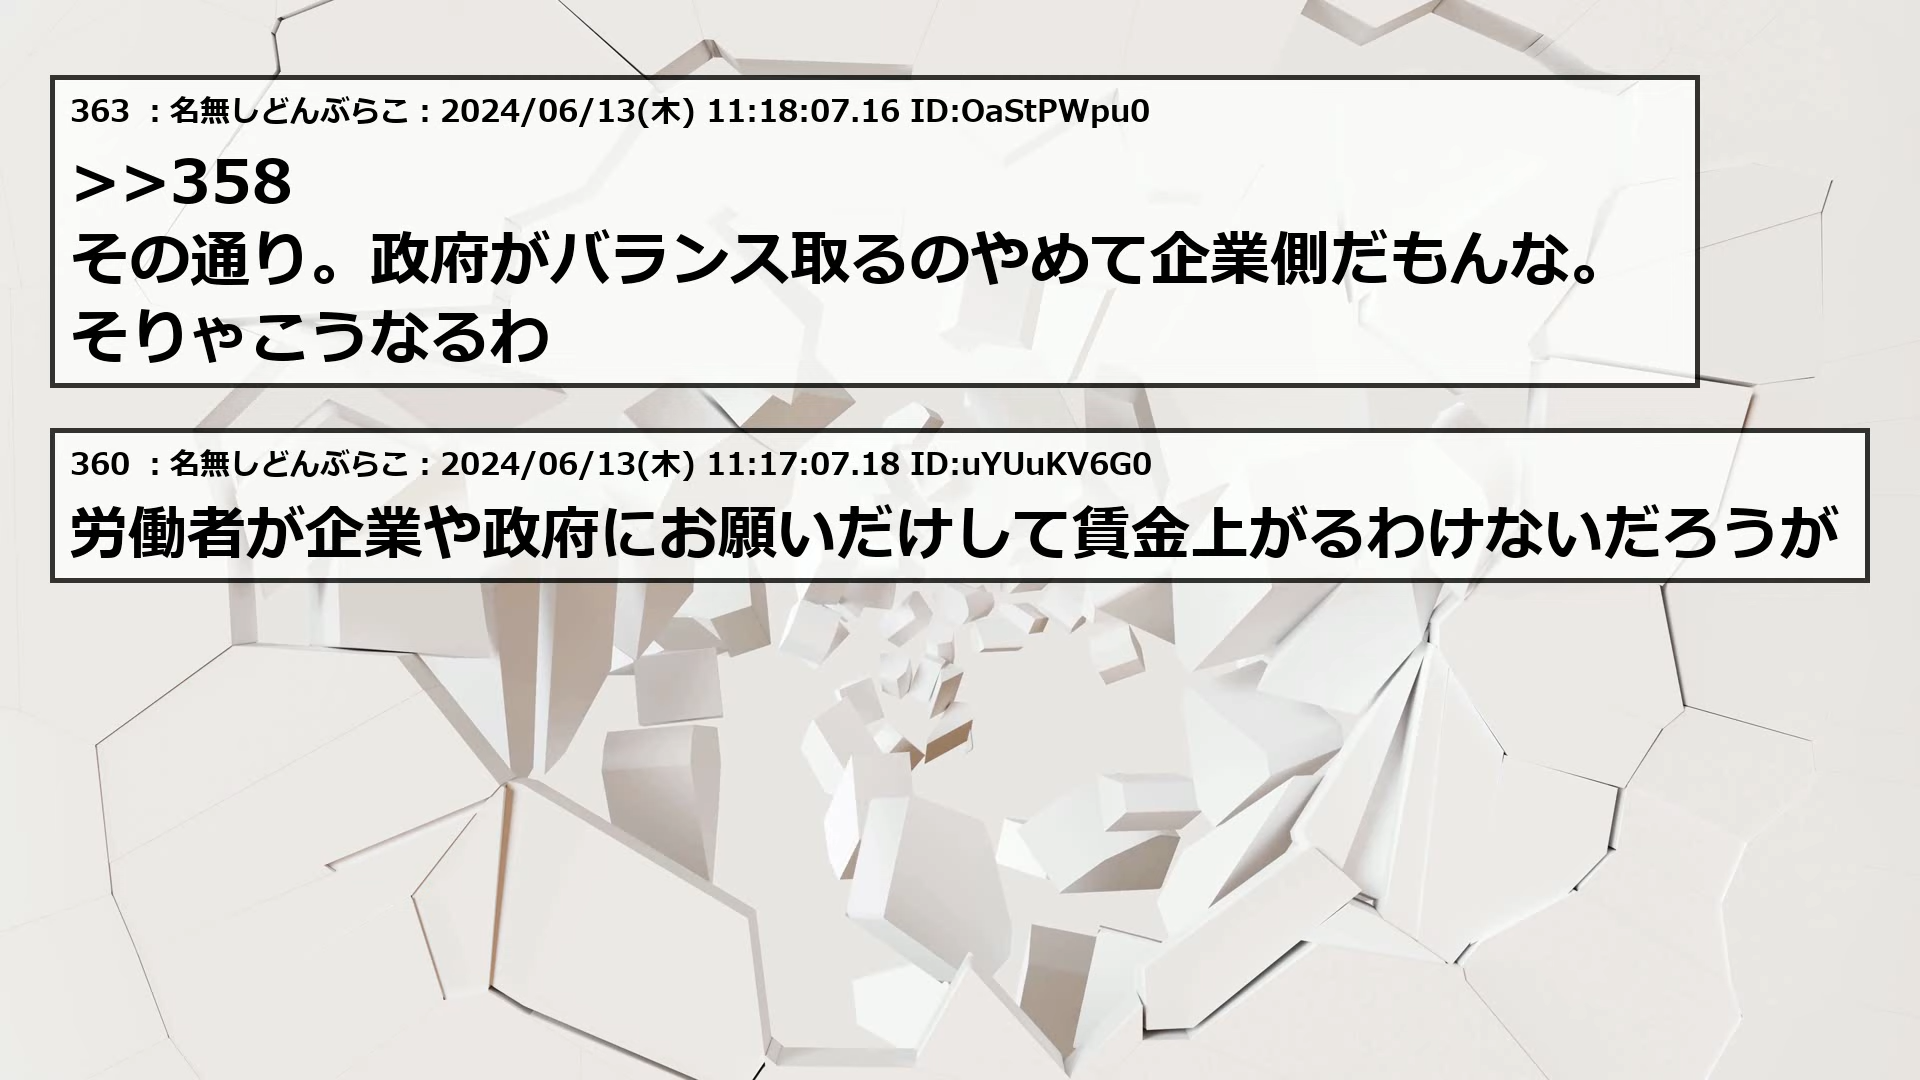 363 ：名無しどんぶらこ：2024/06/13(木) 11:18:07.16 ID:OaStPWpu0
>>358
その通り。政府がバランス取るのやめて企業側だもんな。
そりゃこうなるわ
360 ：名無しどんぶらこ：2024/06/13(木) 11:17:07.18 ID:uYUuKV6G0
労働者が企業や政府にお願いだけして賃金上がるわけないだろうが